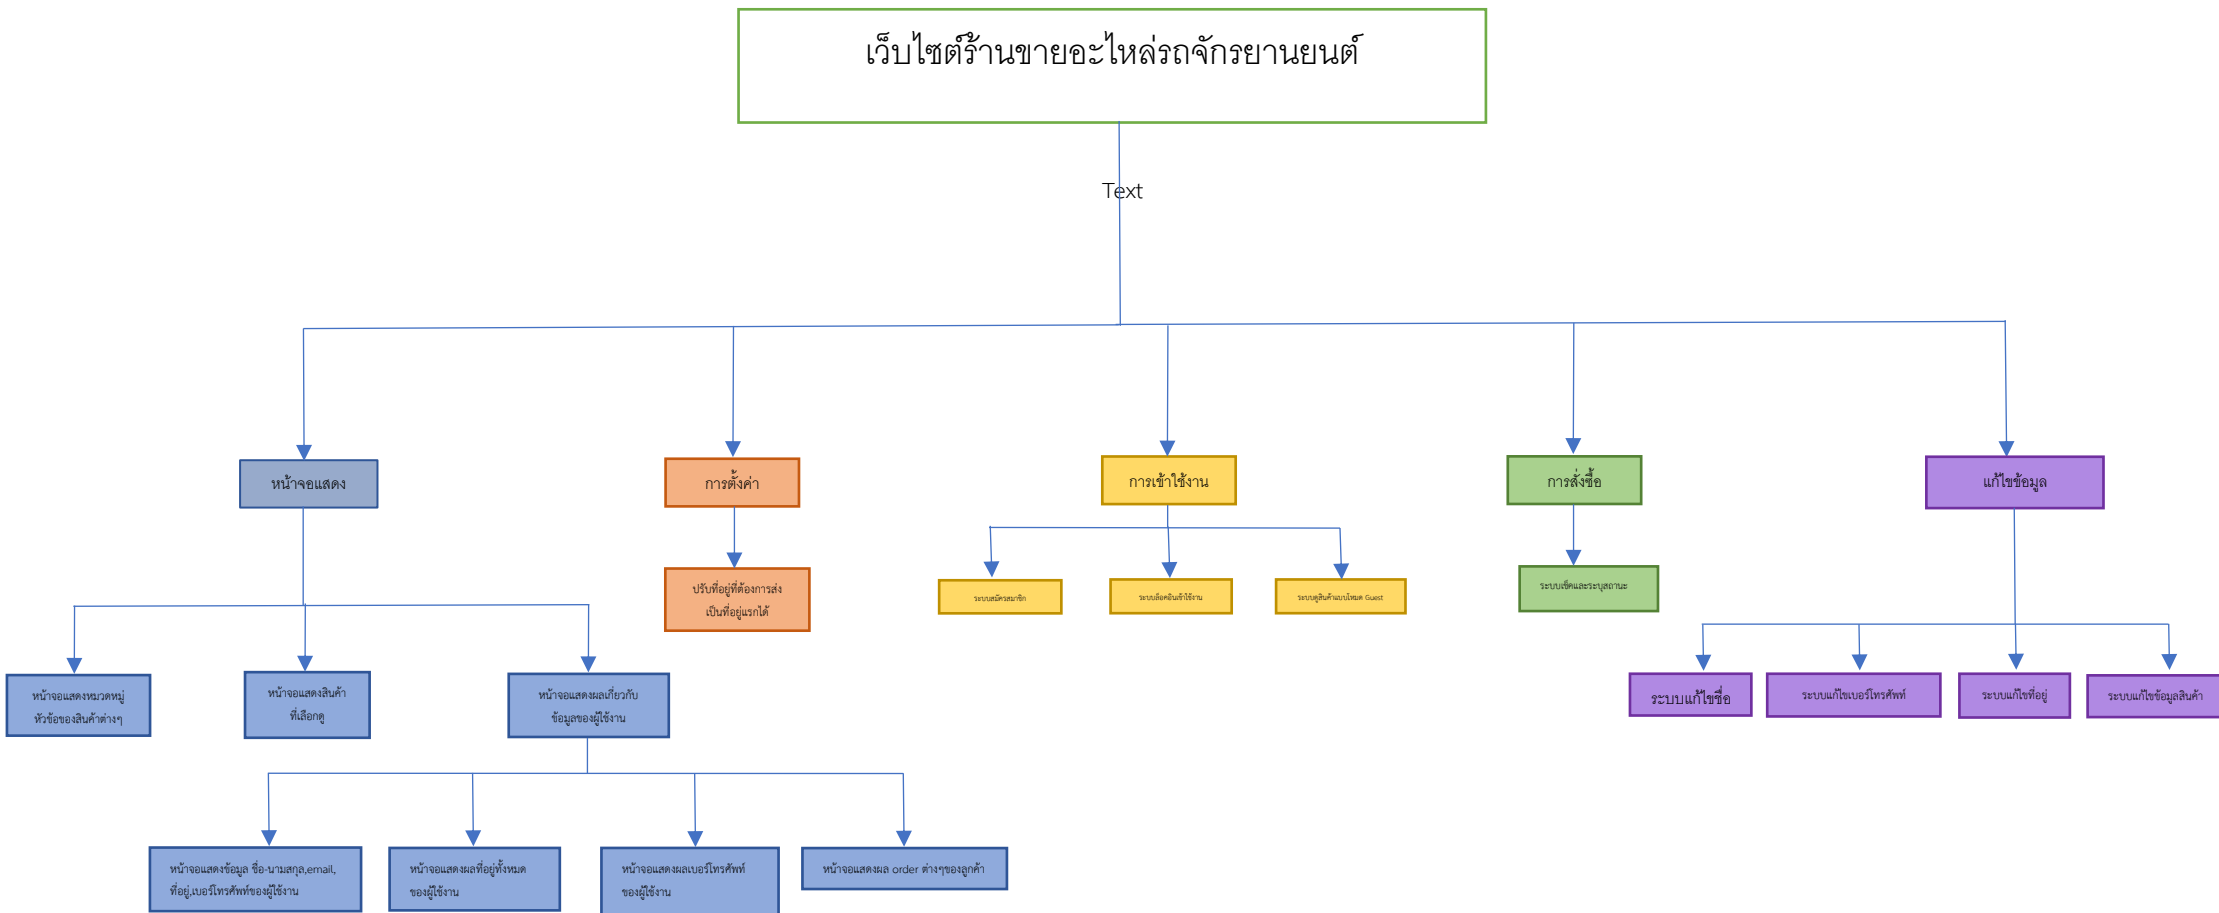 เว็บไซต์ร้านขายอะไหล่รถจักรยานยนต์
Text
หน้าจอแสดง
การตั้งค่า
การเข้าใช้งาน
การสั่งซื้อ
แก้ไขข้อมูล
ปรับที่อยู่ที่ต้องการส่ง
เป็นที่อยู่แรกได้
ระบบสมัครสมาชิก
ระบบล็อคอินเข้าใช้งาน
ระบบดูสินค้าแบบโหมด Guest
ระบบเช็คและระบุสถานะ
หน้าจอแสดงหมวดหมู่
หัวข้อของสินค้าต่างๆ
หน้าจอแสดงสินค้า
ที่เลือกดู
หน้าจอแสดงผลเกี่ยวกับ
ข้อมูลของผู้ใช้งาน
ระบบแก้ไขชื่อ
ระบบแก้ไขเบอร์โทรศัพท์
ระบบแก้ไขที่อยู่
ระบบแก้ไขข้อมูลสินค้า
หน้าจอแสดงข้อมูล ชื่อ-นามสกุล,email,
ที่อยู่,เบอร์โทรศัพท์ของผู้ใช้งาน
หน้าจอแสดงผลที่อยู่ทั้งหมด
ของผู้ใช้งาน
หน้าจอแสดงผลเบอร์โทรศัพท์
ของผู้ใช้งาน
หน้าจอแสดงผล order ต่างๆของลูกค้า